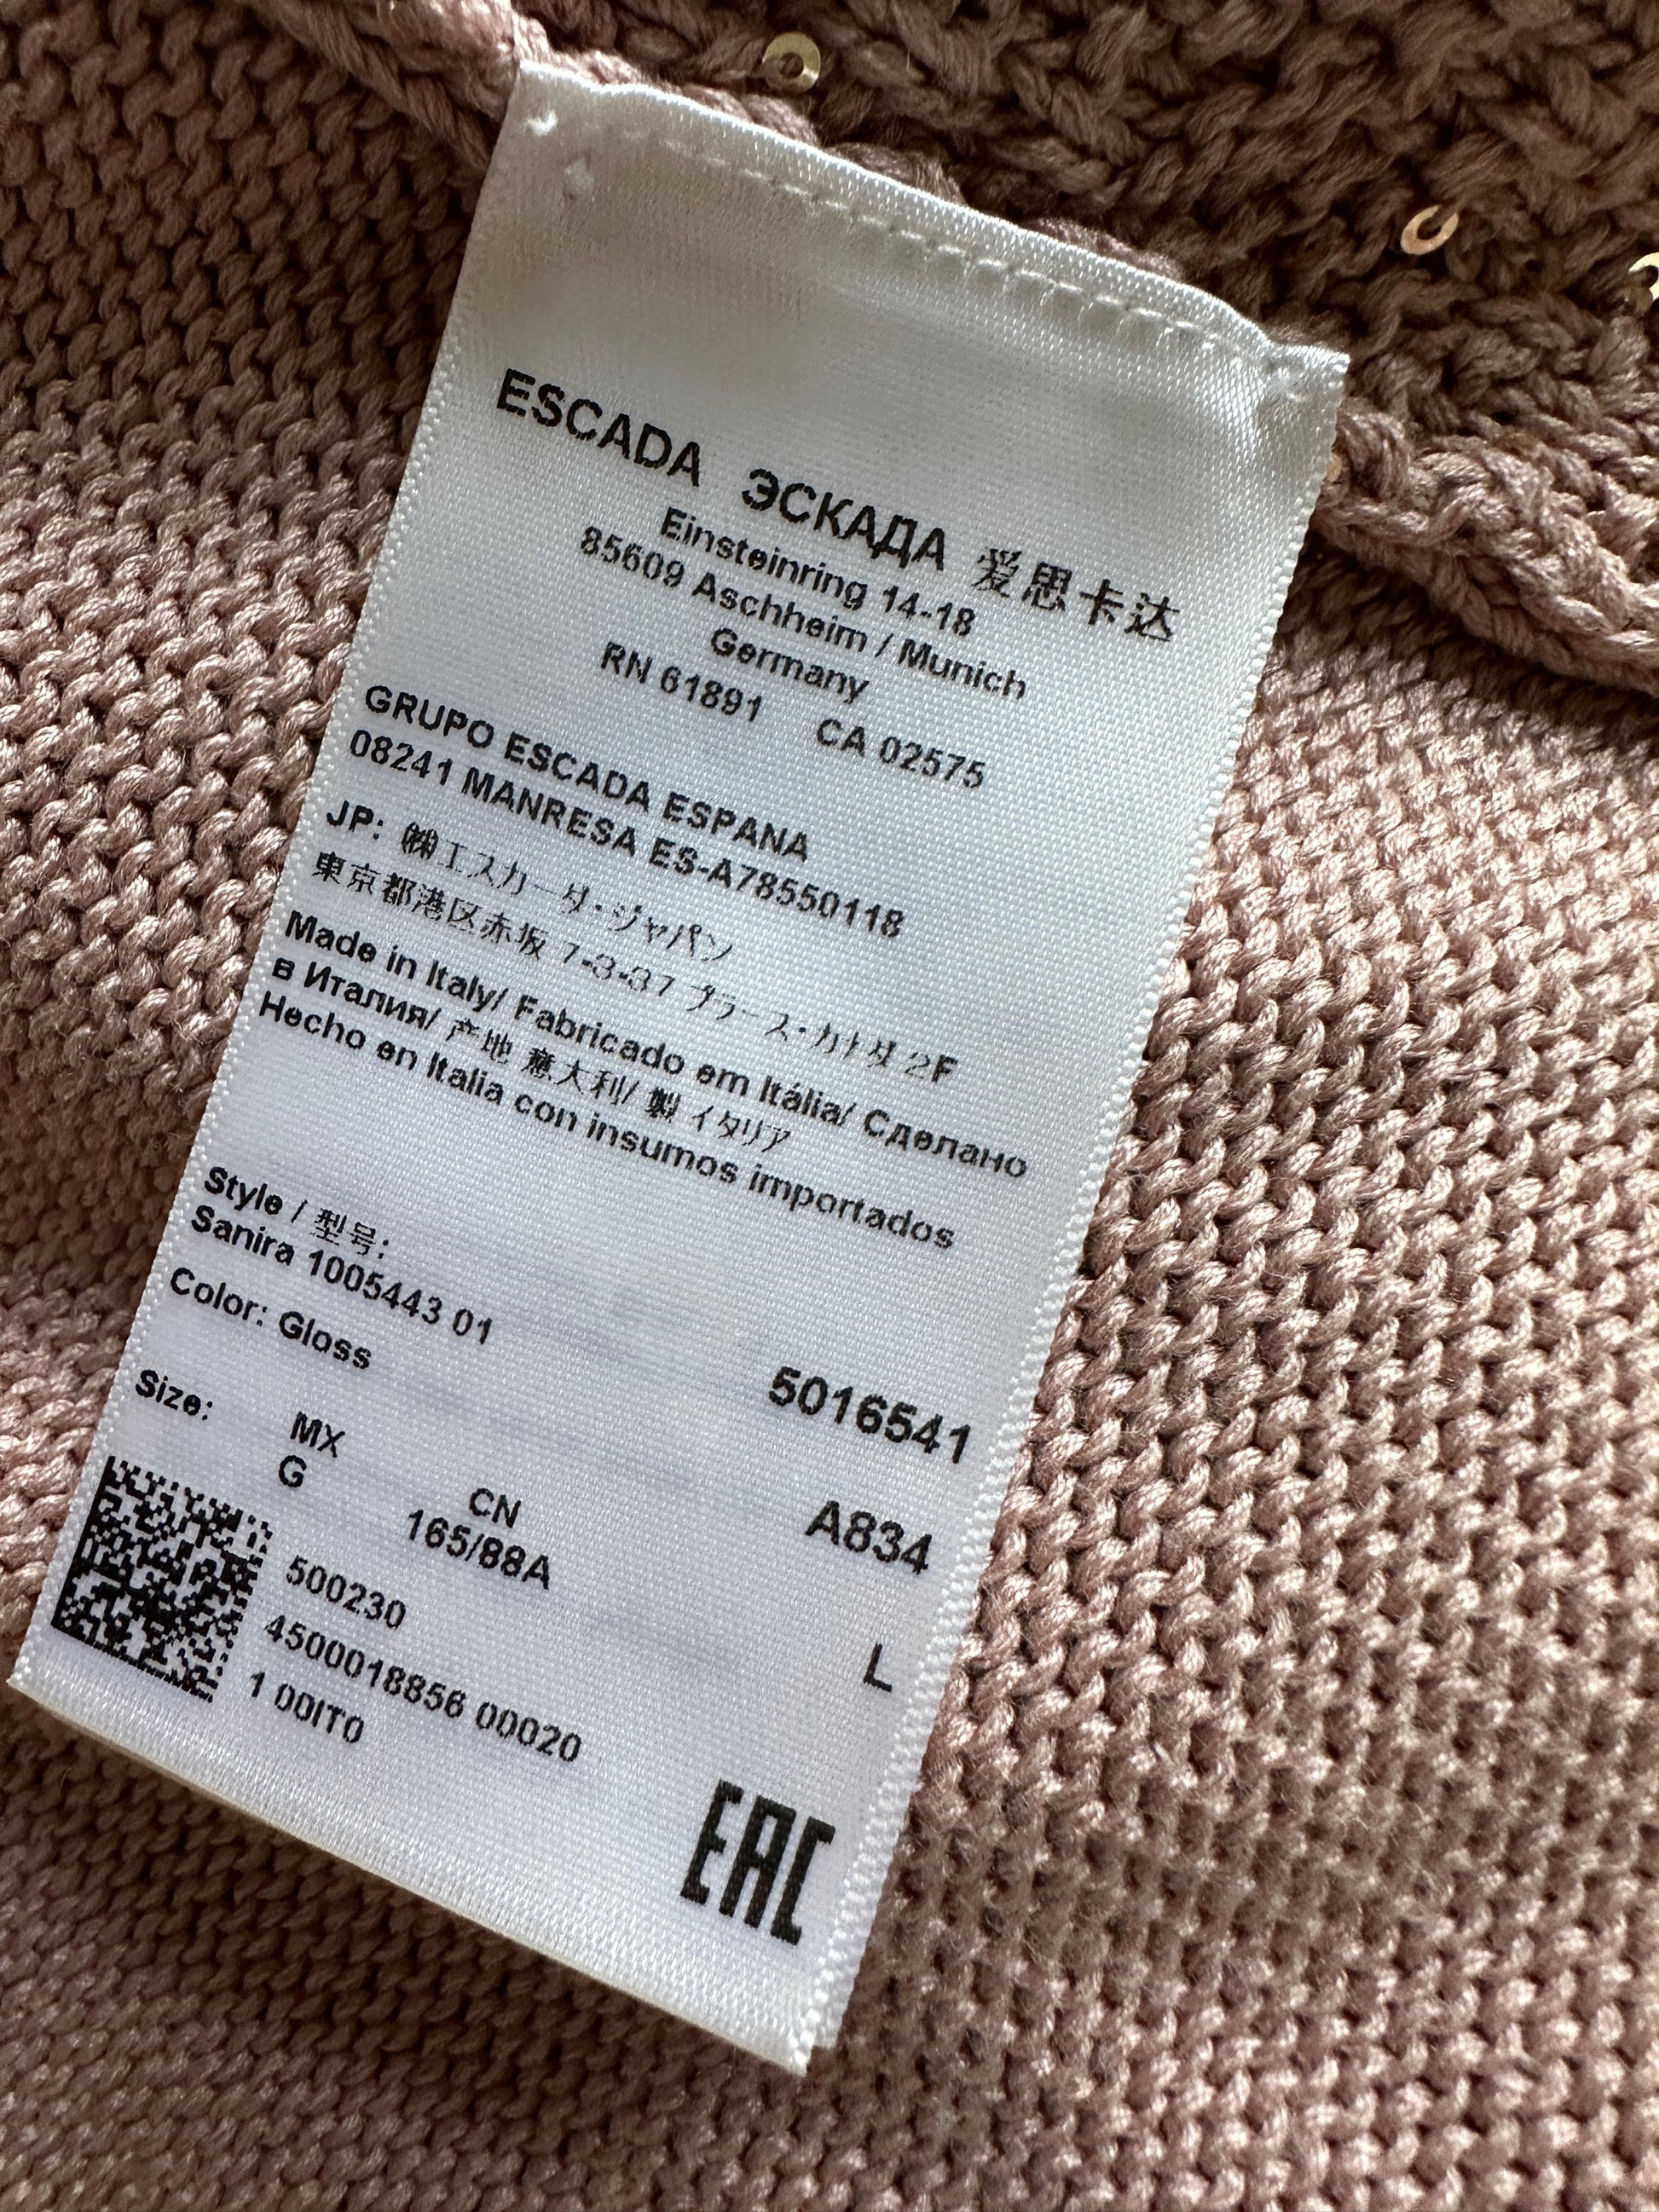 ESCADA ЭСКАДА 爱思卡达
Einsteinring 14-18
85609 Aschheim / Munich
Germany
RN 61891 CA 02575
GRUPO ESCADA ESPANA
08241 MANRESA ES-A78550118
JP: ㈱エスカーダ・ジャパン
東京都港区赤坂 7-3-37 プラース・カナダ 2F
Made in Italy/ Fabricado em Itália/ Сделано
в Италия/ 产地 意大利/ 製 イタリア
Hecho en Italia con insumos importados
Style / 型号:
Sanira 1005443 01
5016541
Color: Gloss
A834
Size:
MX
G
CN
165/88A
L
500230
4500018856 00020
1 00IT0
EAC